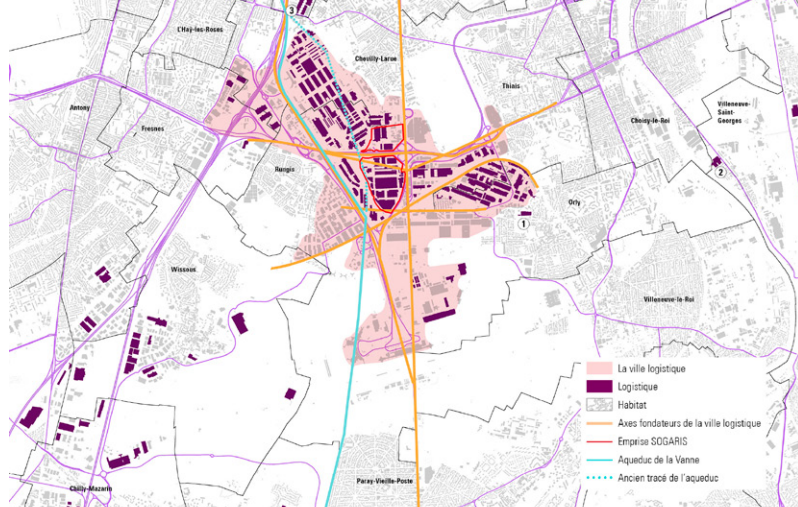 3
L'Haÿ-les-Roses
Chevilly-Larue
Thiais
Antony
Fresnes
Choisy-le-Roi
Villeneuve-
Saint-
Georges
2
Rungis
Orly
1
Wissous
Villeneuve-le-Roi
Chilly-Mazarin
Paray-Vieille-Poste
La ville logistique
Logistique
Habitat
Axes fondateurs de la ville logistique
Emprise SOGARIS
Aqueduc de la Vanne
Ancien tracé de l'aqueduc